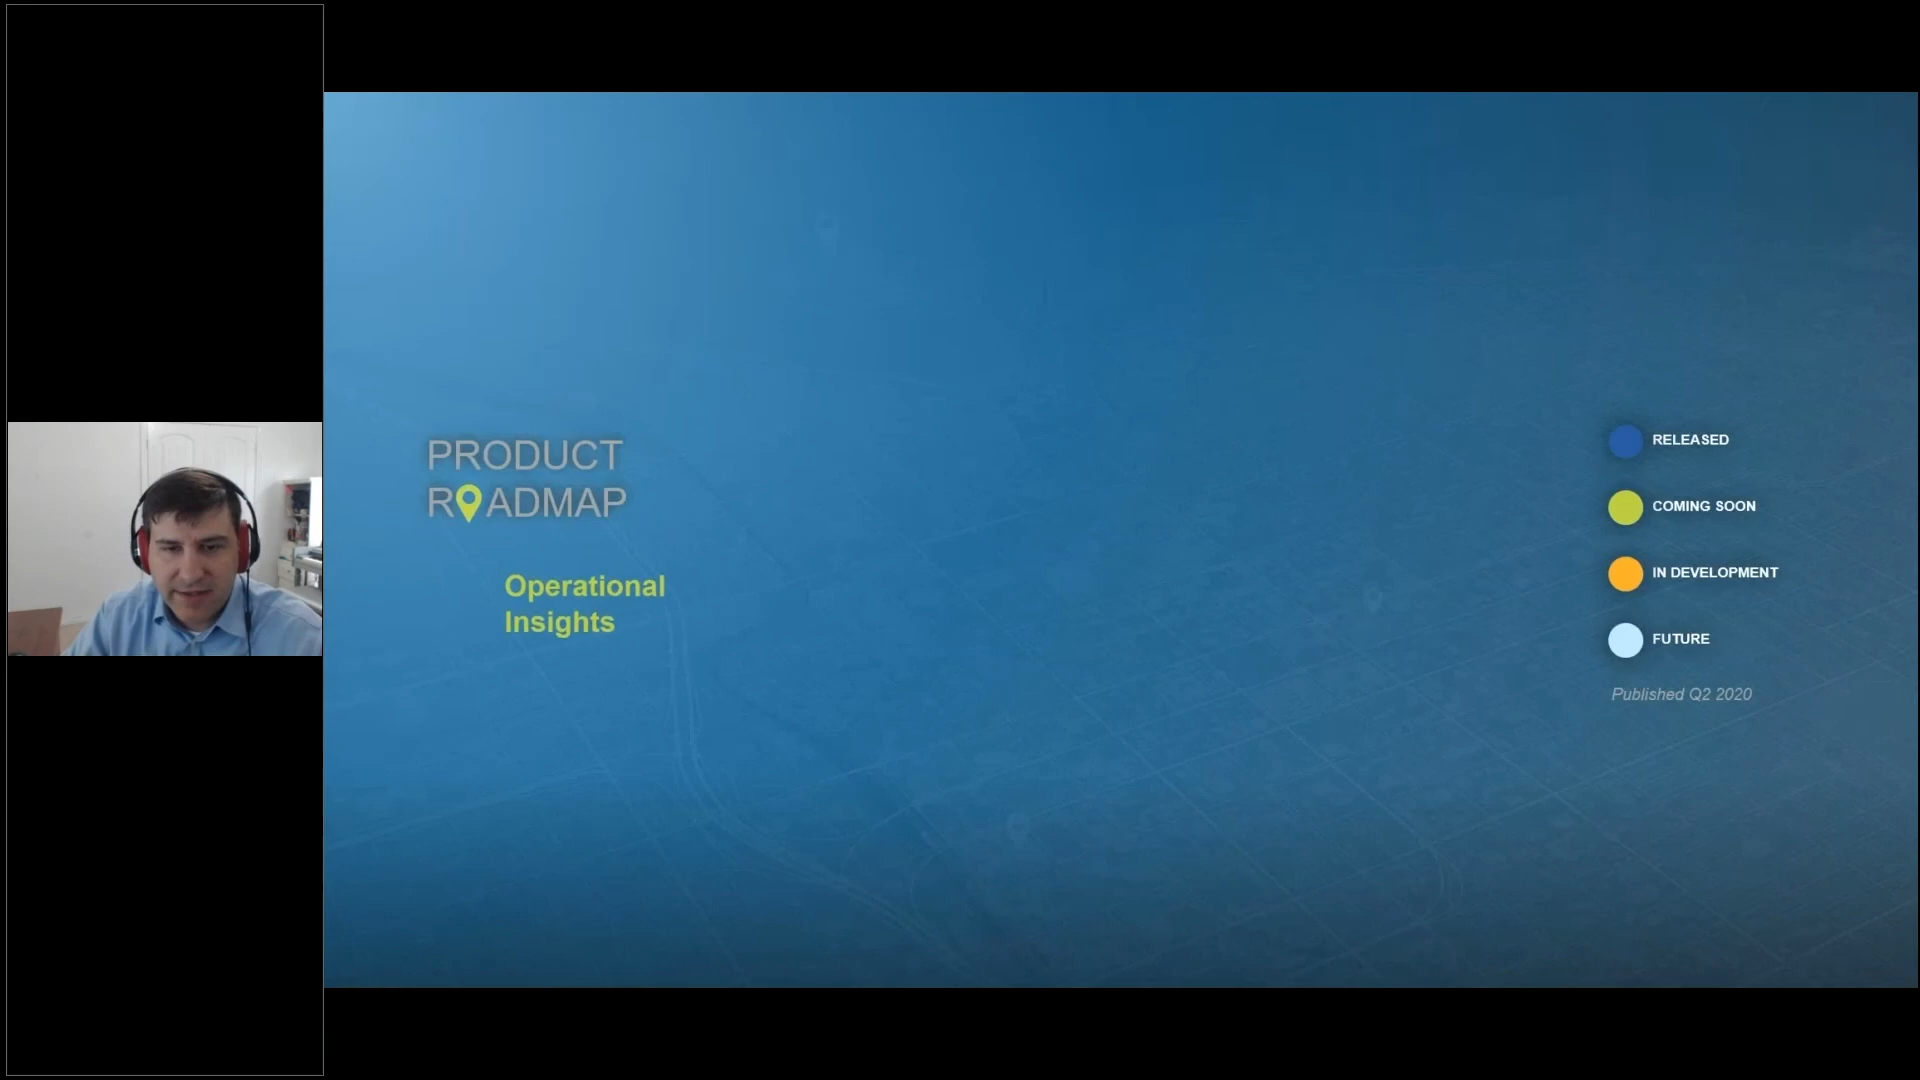 PRODUCT
ROADMAP
Operational
Insights
RELEASED
COMING SOON
IN DEVELOPMENT
FUTURE
Published Q2 2020